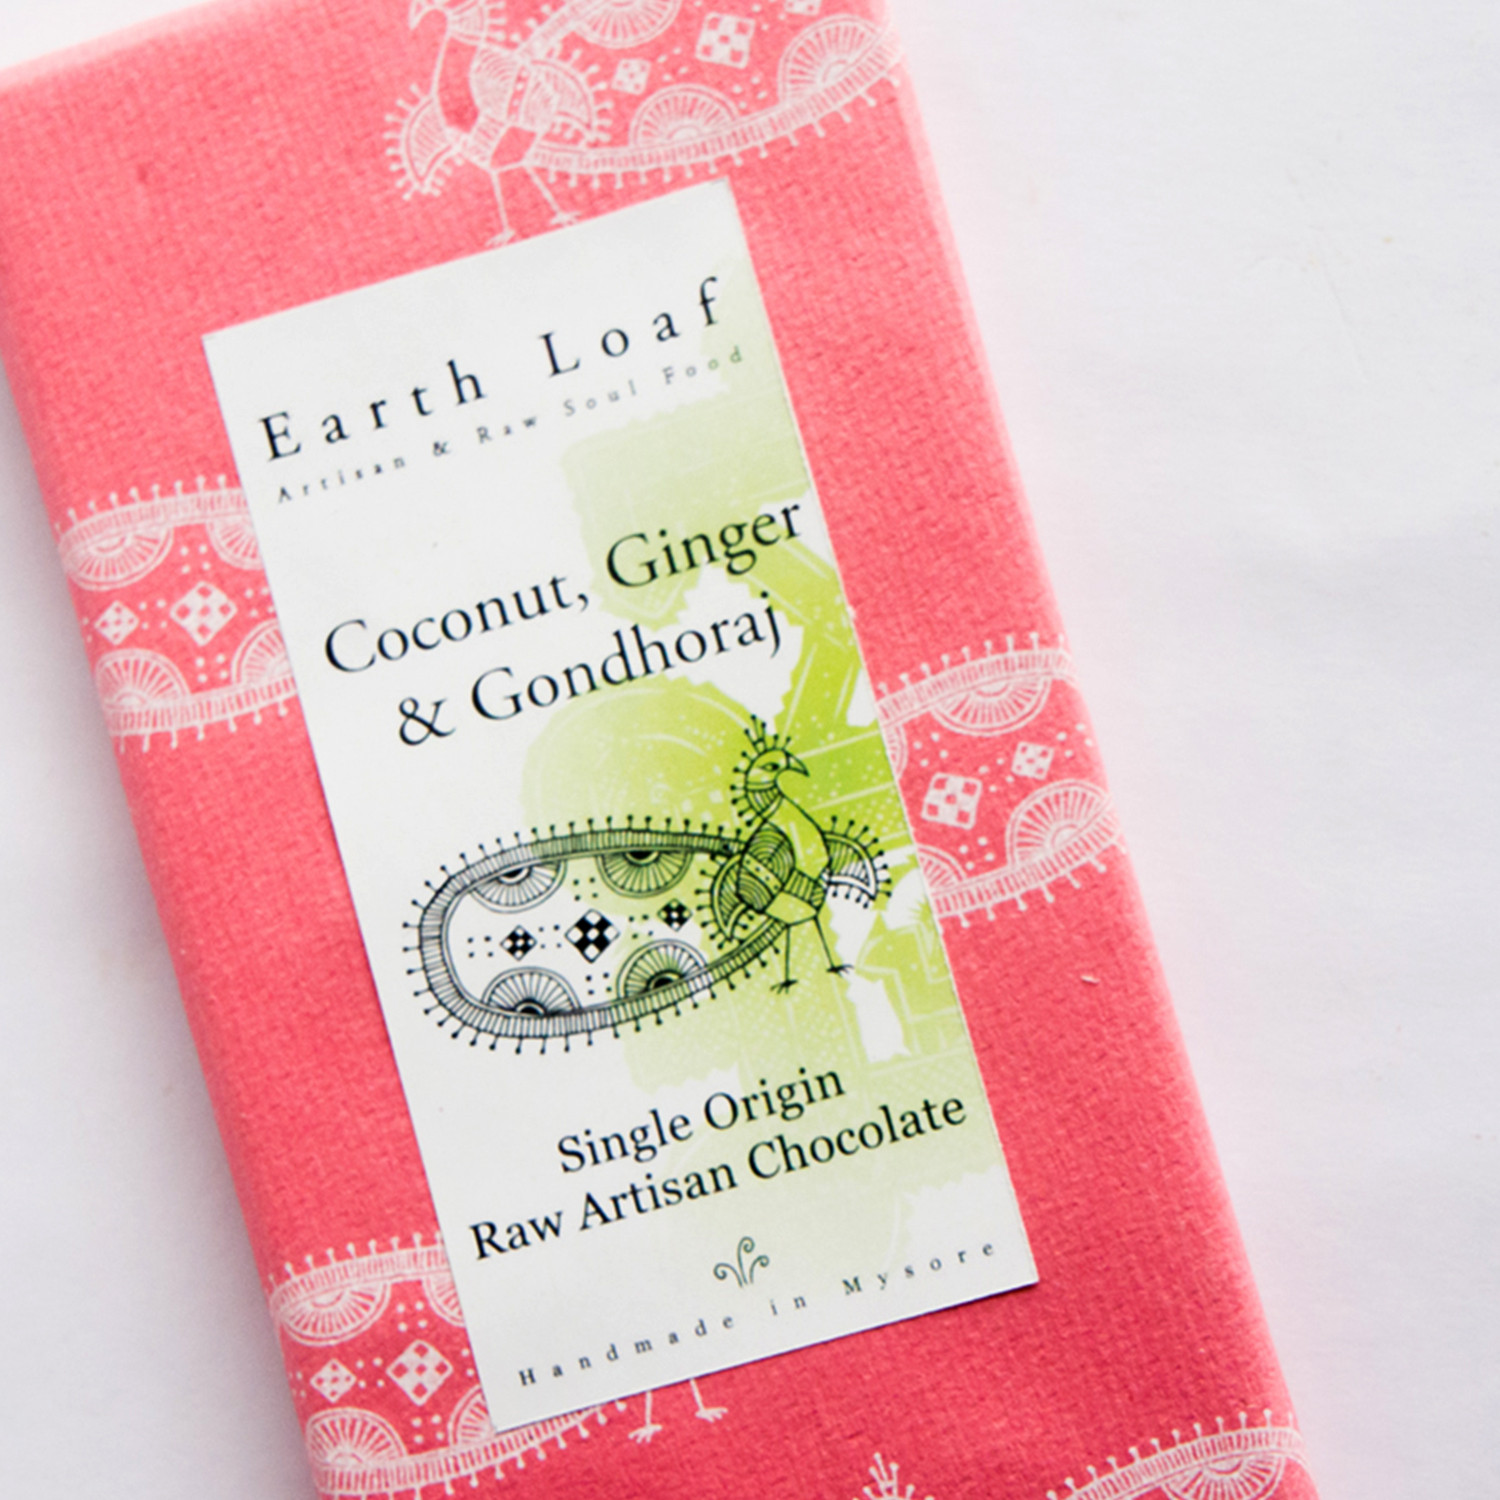 Earth Loaf
Artisan & Raw Soul Food
Coconut, Ginger
& Gondhoraj
Single Origin
Raw Artisan Chocolate
Handmade in Mysore